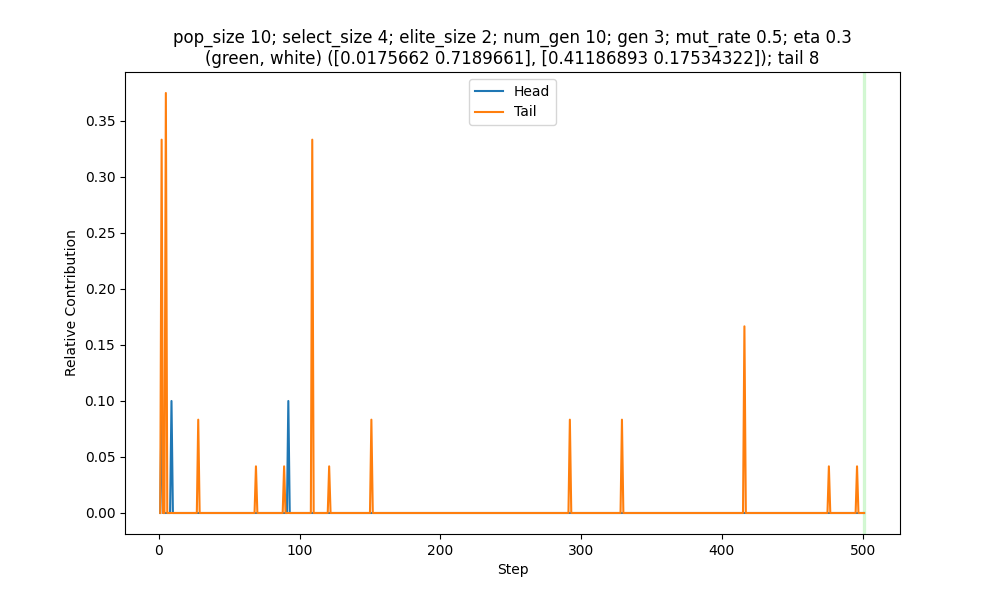 pop_size 10; select_size 4; elite_size 2; num_gen 10; gen 3; mut_rate 0.5; eta 0.3
(green, white) ([0.0175662 0.7189661], [0.41186893 0.17534322]); tail 8
Head
Tail
0.35
0.30
0.25
0.20
0.15
0.10
0.05
0.00
Relative Contribution
0
100
200
300
400
500
Step